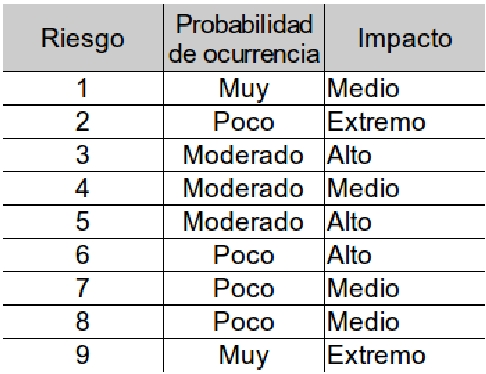 Riesgo Probabilidad de ocurrencia Impacto
1 Muy Medio
2 Poco Extremo
3 Moderado Alto
4 Moderado Medio
5 Moderado Alto
6 Poco Alto
7 Poco Medio
8 Poco Medio
9 Muy Extremo